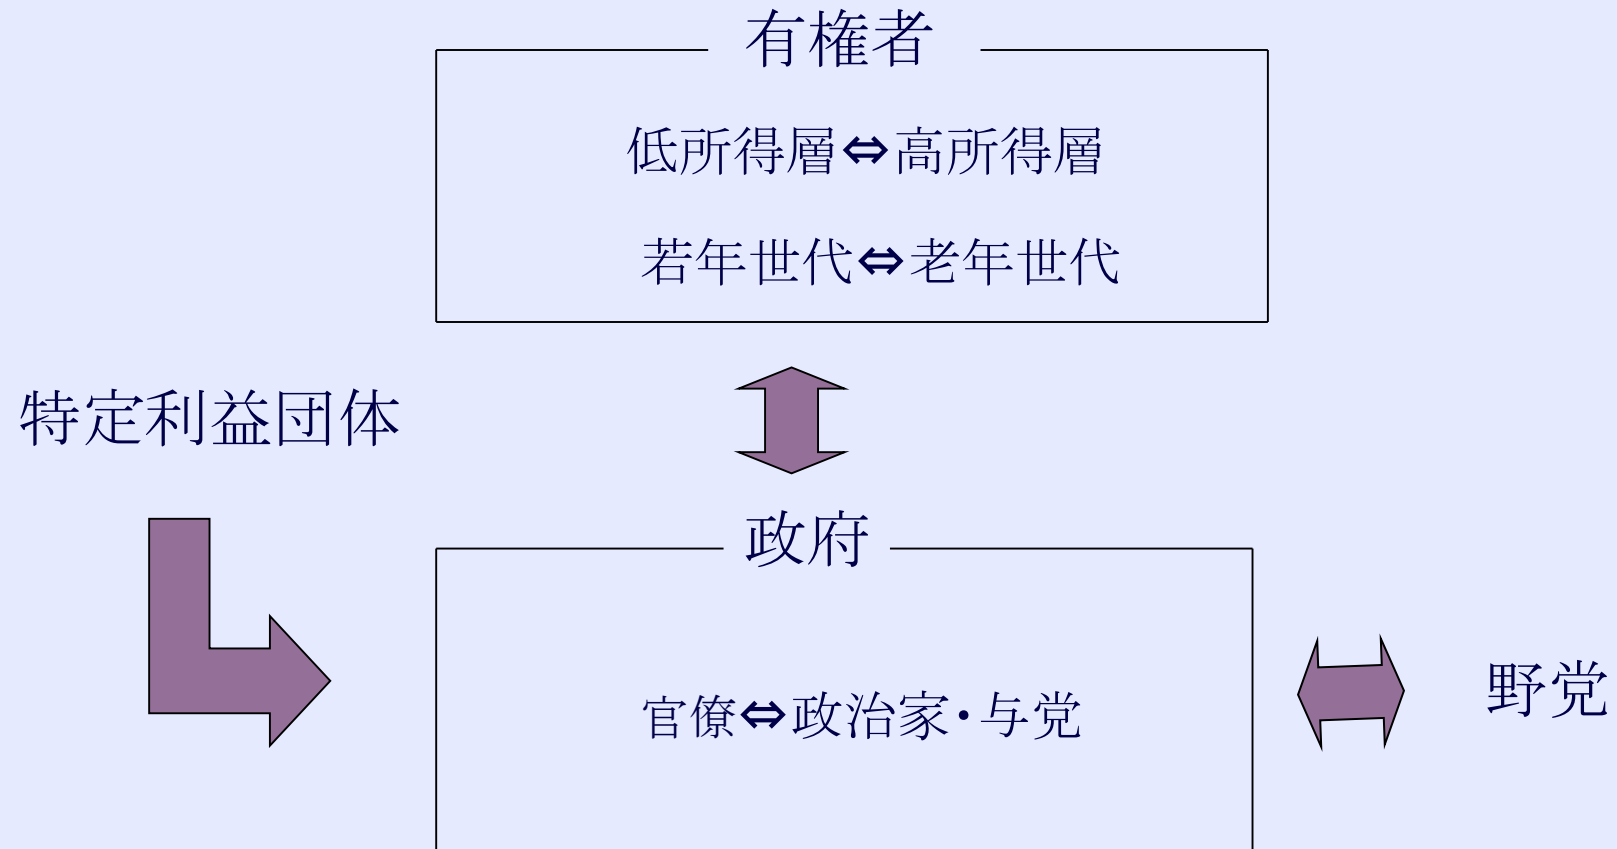 有権者
低所得層⇔高所得層
若年世代⇔老年世代
特定利益団体
政府
官僚⇔政治家・与党
野党